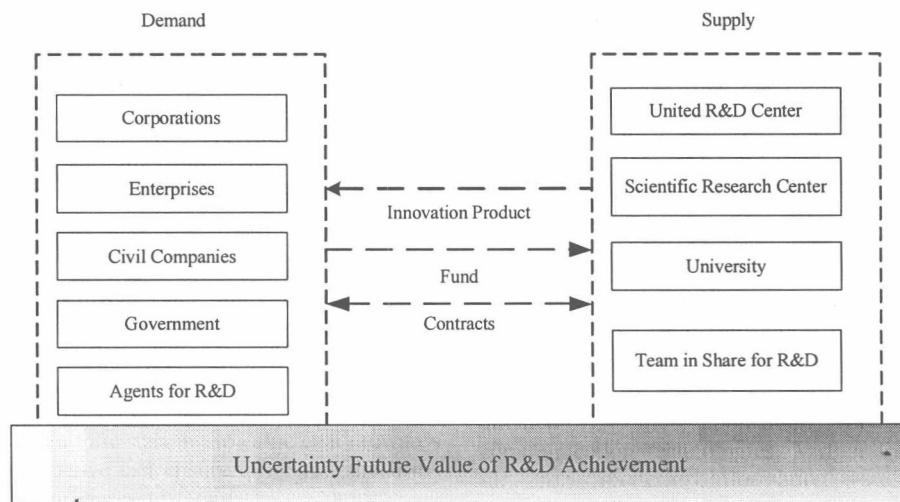 Demand
Supply
Corporations
Enterprises
Civil Companies
Government
Agents for R&D
Innovation Product
Fund
Contracts
United R&D Center
Scientific Research Center
University
Team in Share for R&D
Uncertainty Future Value of R&D Achievement